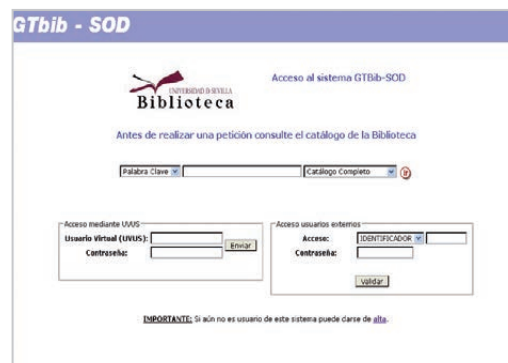 GTbib - SOD
UNIVERSIDAD D SEVILLA
Biblioteca
Acceso al sistema GTBib-SOD
Antes de realizar una petición consulte el catálogo de la Biblioteca
Palabra Clave Catálogo Completo ir
Acceso mediante UVUS
Usuario Virtual (UVUS):
Contraseña:
Enviar
Acceso usuarios externos
Acceso: IDENTIFICADOR
Contraseña:
Validar
IMPORTANTE: Si aún no es usuario de este sistema puede darse de alta.